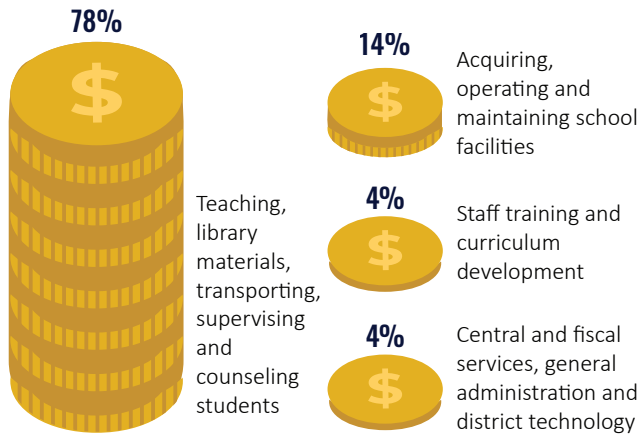 78%
$
Teaching,
library
materials,
transporting,
supervising
and
counseling
students
14%
$
Acquiring,
operating and
maintaining school
facilities
4%
$
Staff training and
curriculum
development
4%
$
Central and fiscal
services, general
administration and
district technology